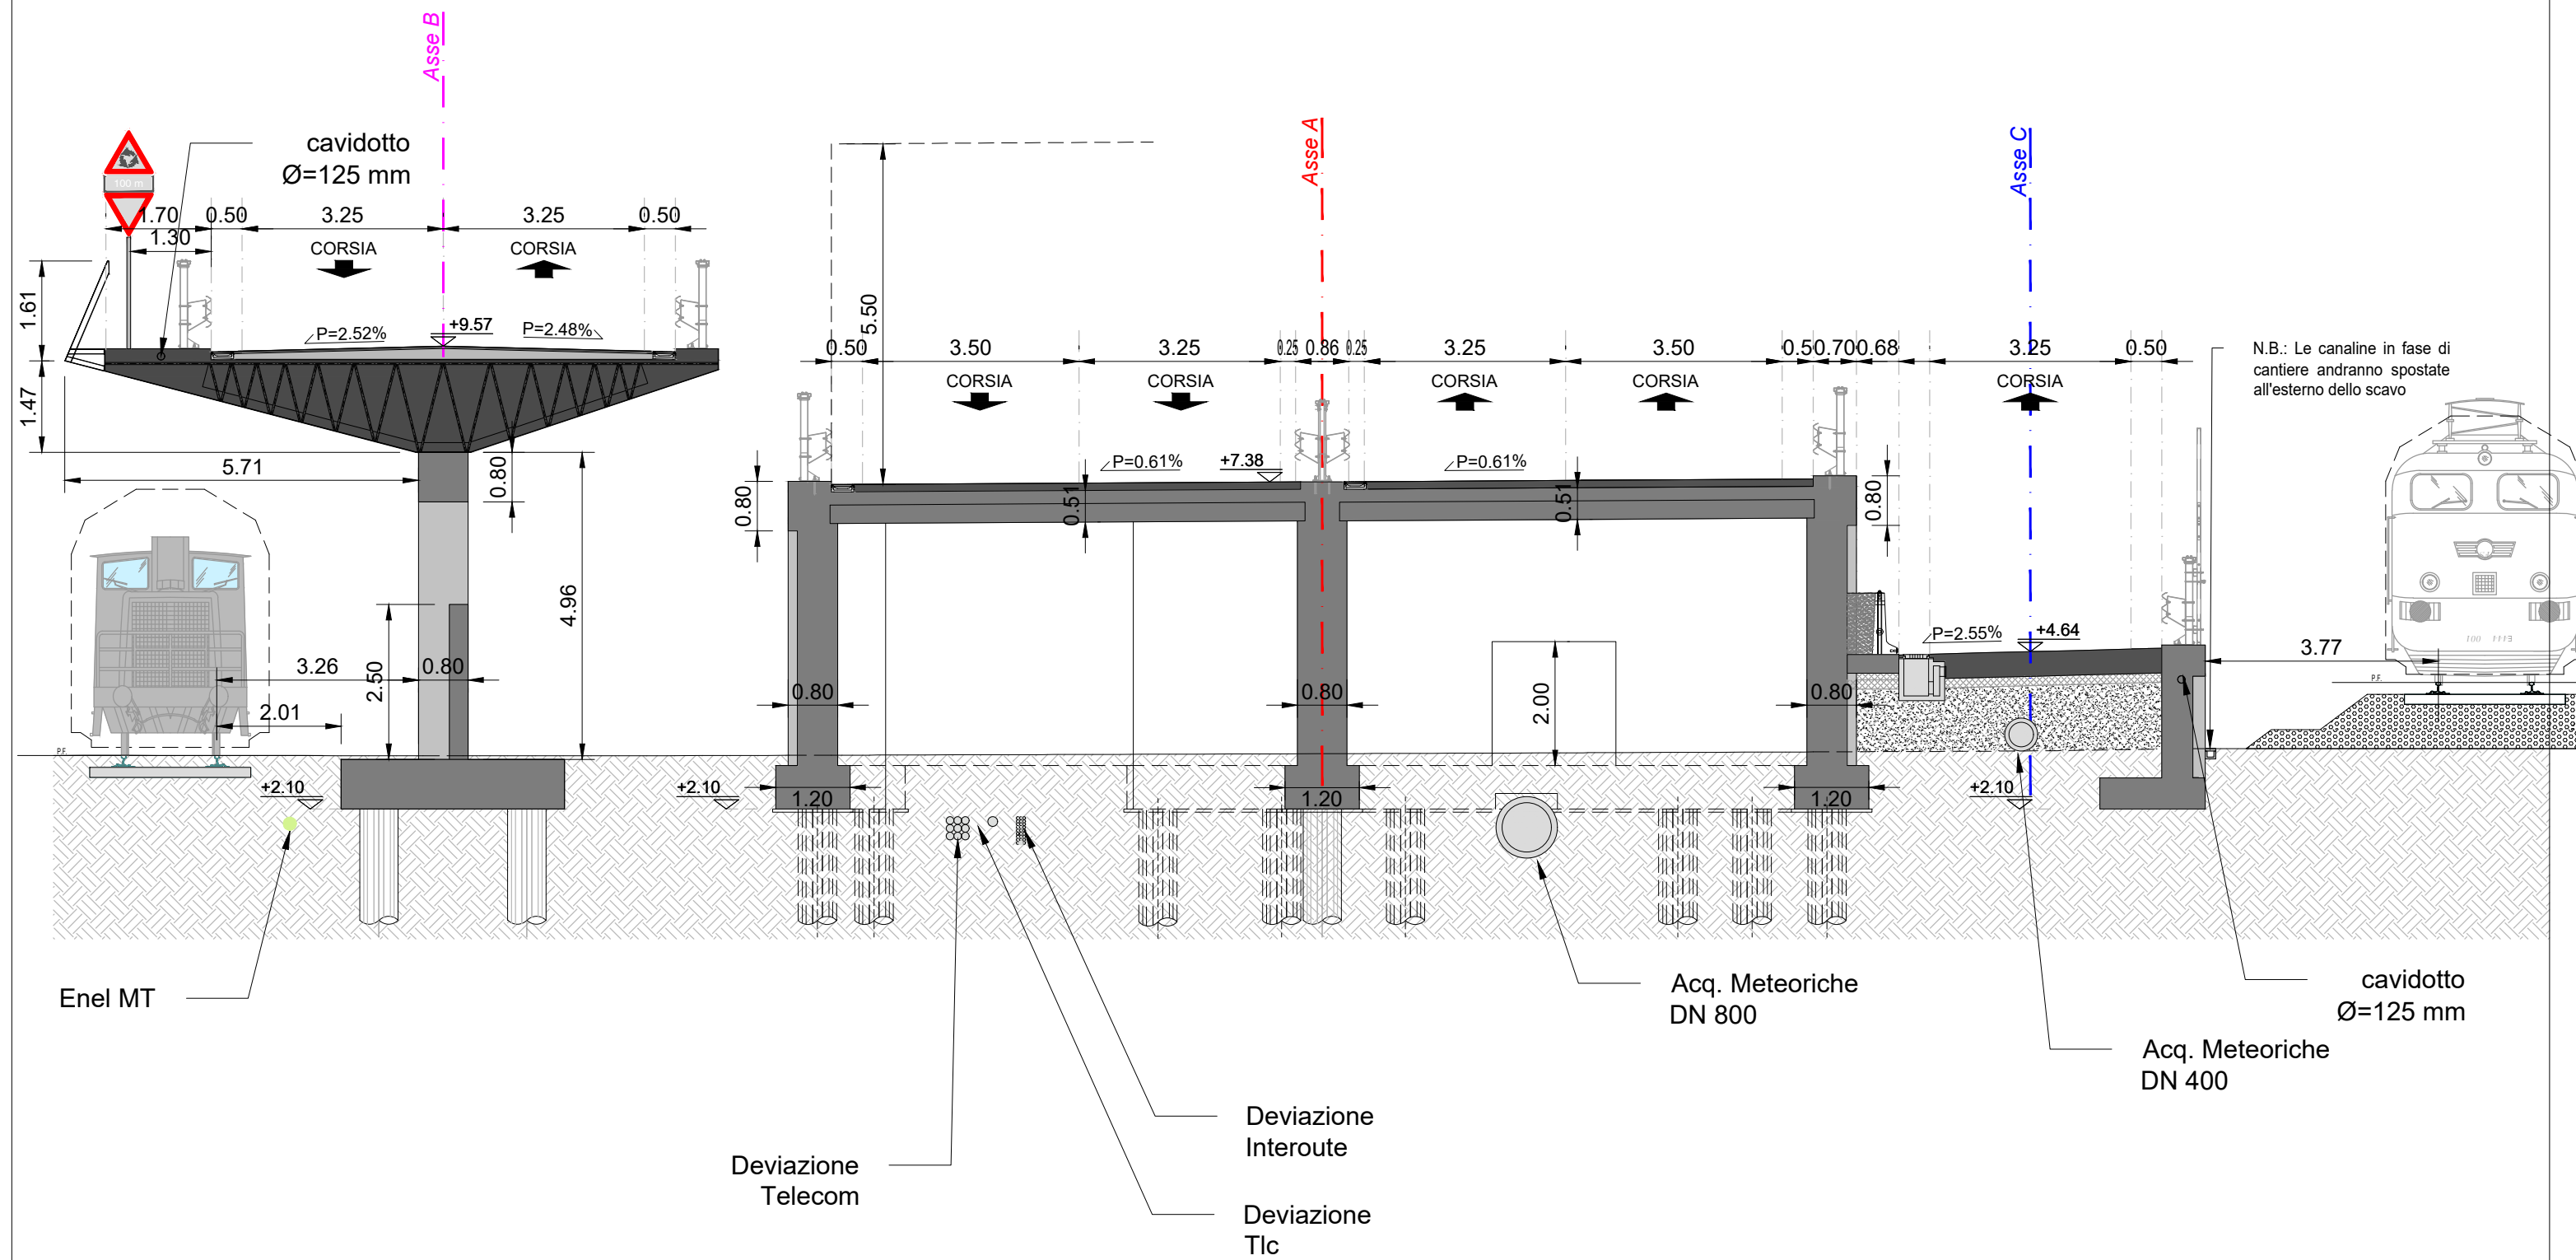 Asse B
Asse A
Asse C
cavidotto
Ø=125 mm
100 m
1.70 0.50 3.25 3.25 0.50
1.30
CORSIA CORSIA
1.61
P=2.52% +9.57 P=2.48%
1.47
5.71
0.80
4.96
2.50
3.26 0.80
2.01
P.F.
+2.10
5.50
0.50 3.50 3.25 0.25 0.86 0.25 3.25 3.50 0.50 0.70 0.68 3.25 0.50
CORSIA CORSIA CORSIA CORSIA CORSIA
P=0.61% +7.38 P=0.61%
0.80 0.51 0.51 0.80
N.B.: Le canaline in fase di
cantiere andranno spostate
all'esterno dello scavo
P=2.55% +4.64
3.77
P.F.
E444 001
0.80 0.80 2.00 0.80
+2.10 1.20 1.20 1.20 +2.10
Enel MT
Acq. Meteoriche
DN 800
cavidotto
Ø=125 mm
Acq. Meteoriche
DN 400
Deviazione
Interoute
Deviazione
Telecom
Deviazione
Tlc